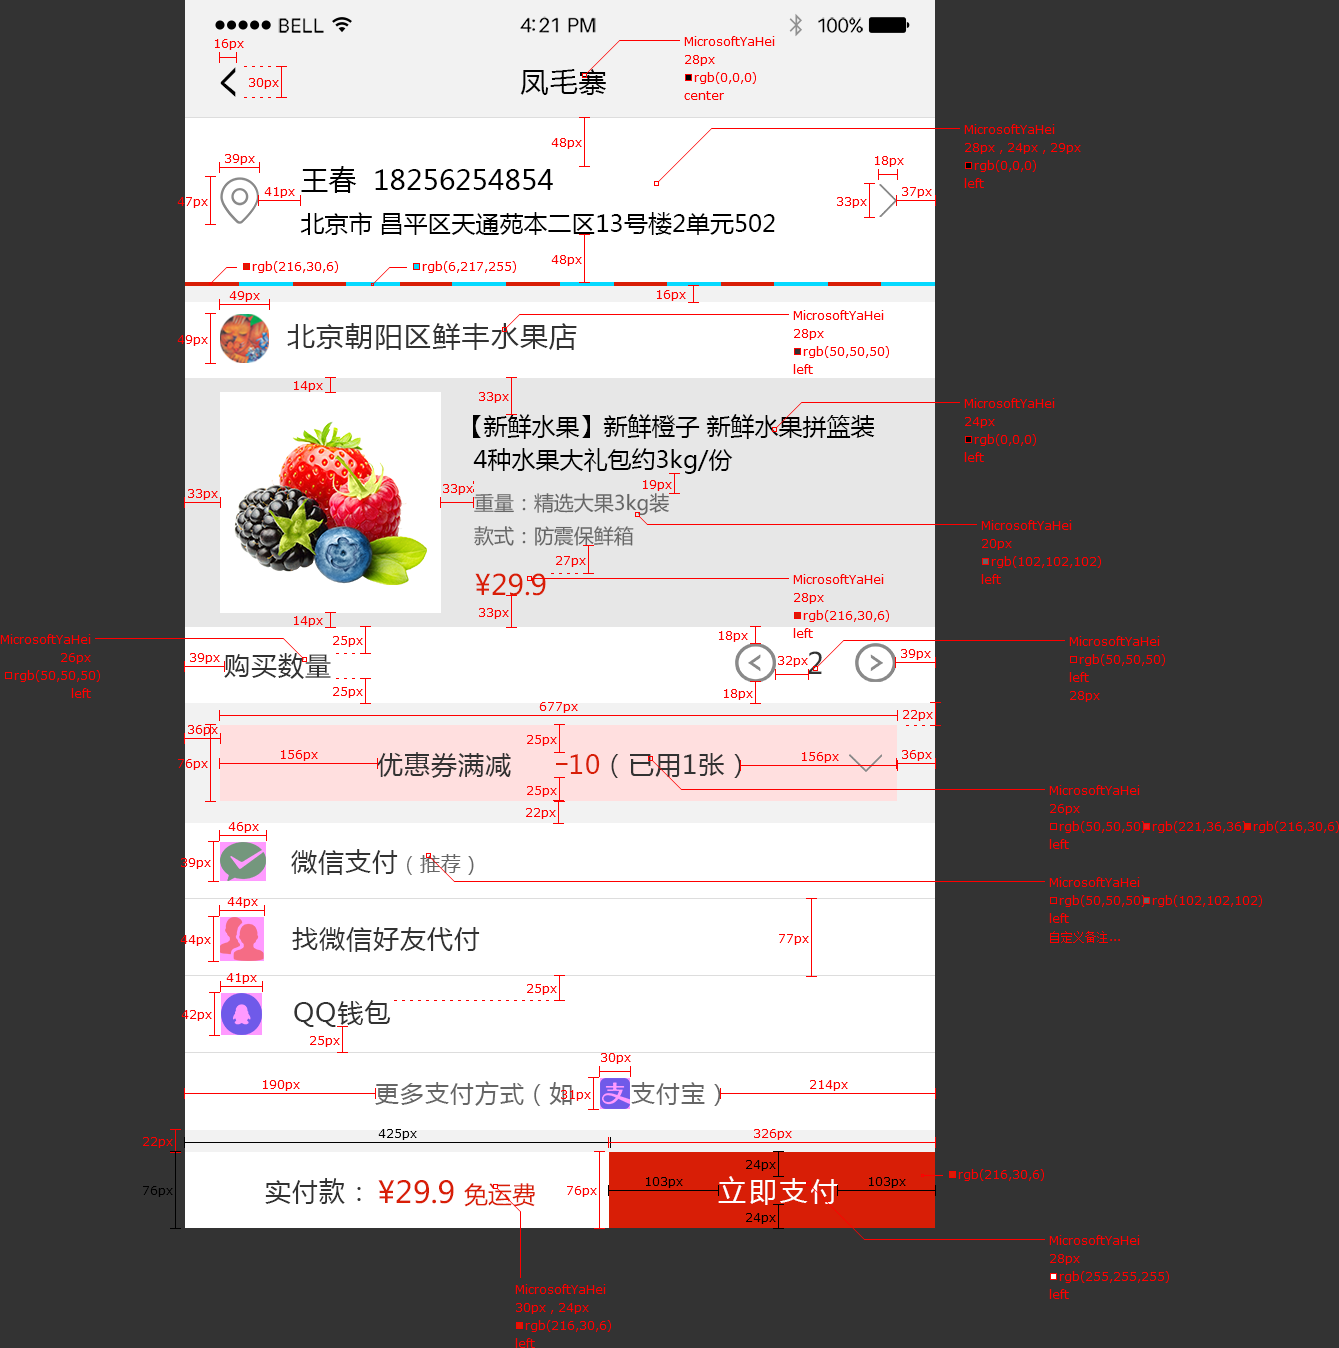 BELL 4:21 PM 100%
16px
MicrosoftYaHei
28px
rgb(0,0,0)
center
30px
凤毛寨
48px
MicrosoftYaHei
28px , 24px , 29px
rgb(0,0,0)
left
39px
41px
47px
王春 18256254854
18px
37px
33px
北京市 昌平区天通苑本二区13号楼2单元502
48px
rgb(216,30,6)
rgb(6,217,255)
16px
49px
49px
北京朝阳区鲜丰水果店
MicrosoftYaHei
28px
rgb(50,50,50)
left
14px
33px
MicrosoftYaHei
24px
rgb(0,0,0)
left
【新鲜水果】新鲜橙子 新鲜水果拼篮装
4种水果大礼包约3kg/份
33px
33px
19px
重量：精选大果3kg装
款式：防震保鲜箱
MicrosoftYaHei
20px
rgb(102,102,102)
left
27px
¥29.9
MicrosoftYaHei
28px
rgb(216,30,6)
left
33px
14px
MicrosoftYaHei
26px
rgb(50,50,50)
left
25px
39px
购买数量
25px
18px
32px
2
39px
18px
MicrosoftYaHei
rgb(50,50,50)
left
28px
677px
22px
36px
76px
156px
25px
优惠券满减 -10（已用1张）
156px
36px
25px
22px
MicrosoftYaHei
26px
rgb(50,50,50) rgb(221,36,36) rgb(216,30,6)
left
46px
39px
微信支付（推荐）
MicrosoftYaHei
rgb(50,50,50) rgb(102,102,102)
left
自定义备注...
44px
44px
找微信好友代付
77px
41px
42px
QQ钱包
25px
25px
30px
190px
更多支付方式（如 支付宝）
31px
214px
22px
425px
326px
76px
实付款：¥29.9 免运费
76px
24px
103px
立即支付
103px
24px
rgb(216,30,6)
MicrosoftYaHei
28px
rgb(255,255,255)
left
MicrosoftYaHei
30px , 24px
rgb(216,30,6)
left